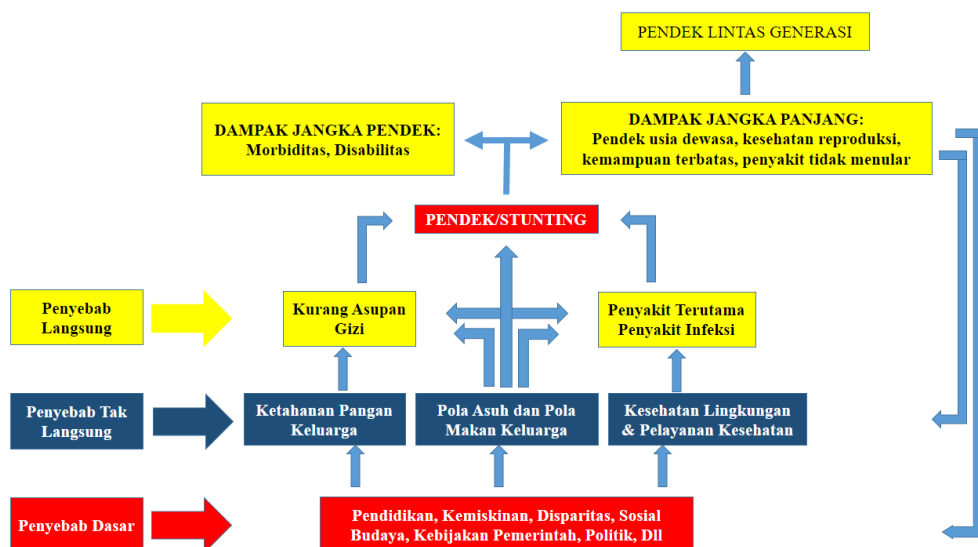 PENDEK LINTAS GENERASI
DAMPAK JANGKA PENDEK:
Morbiditas, Disabilitas
DAMPAK JANGKA PANJANG:
Pendek usia dewasa, kesehatan reproduksi,
kemampuan terbatas, penyakit tidak menular
PENDEK/STUNTING
Penyebab
Langsung
Kurang Asupan
Gizi
Penyakit Terutama
Penyakit Infeksi
Penyebab Tak
Langsung
Ketahanan Pangan
Keluarga
Pola Asuh dan Pola
Makan Keluarga
Kesehatan Lingkungan
& Pelayanan Kesehatan
Penyebab Dasar
Pendidikan, Kemiskinan, Disparitas, Sosial
Budaya, Kebijakan Pemerintah, Politik, Dll